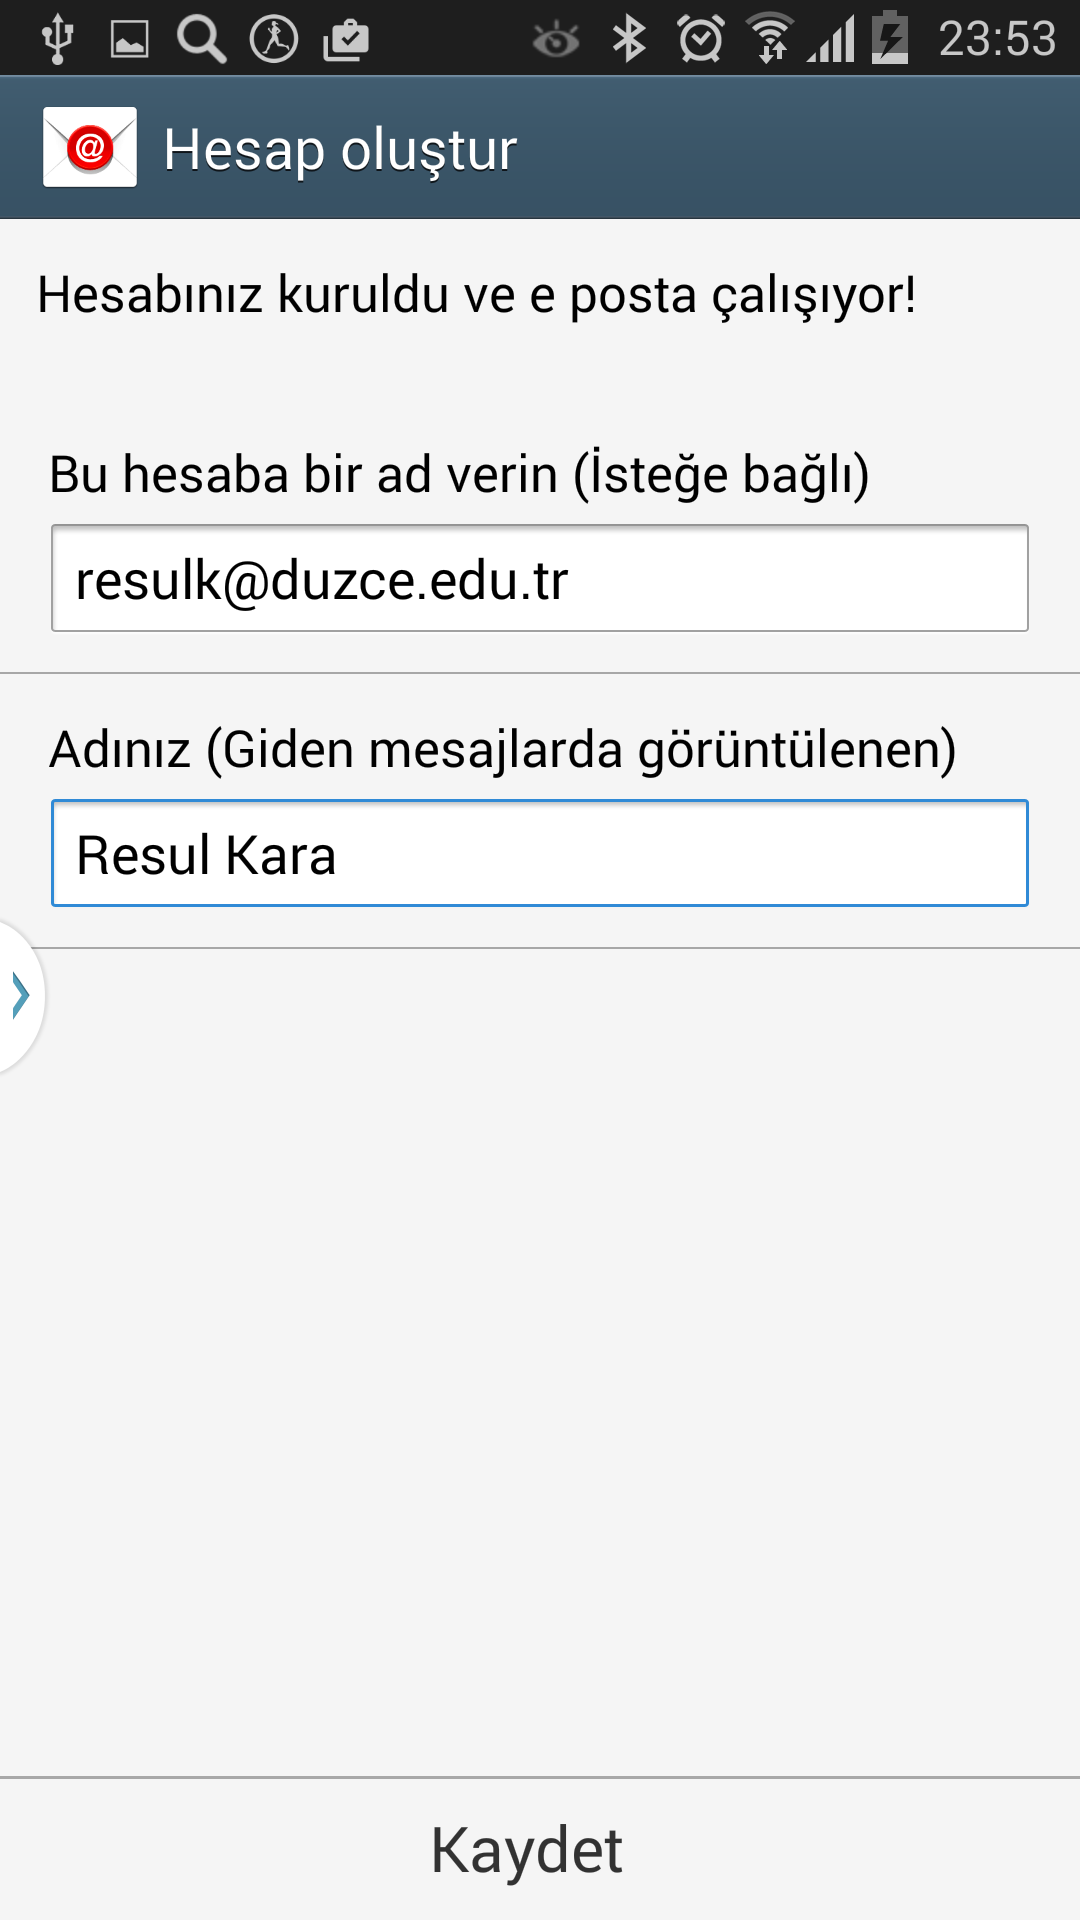 23:53
@ Hesap oluştur
Hesabınız kuruldu ve e posta çalışıyor!
Bu hesaba bir ad verin (İsteğe bağlı)
resulk@duzce.edu.tr
Adınız (Giden mesajlarda görüntülenen)
Resul Kara
Kaydet